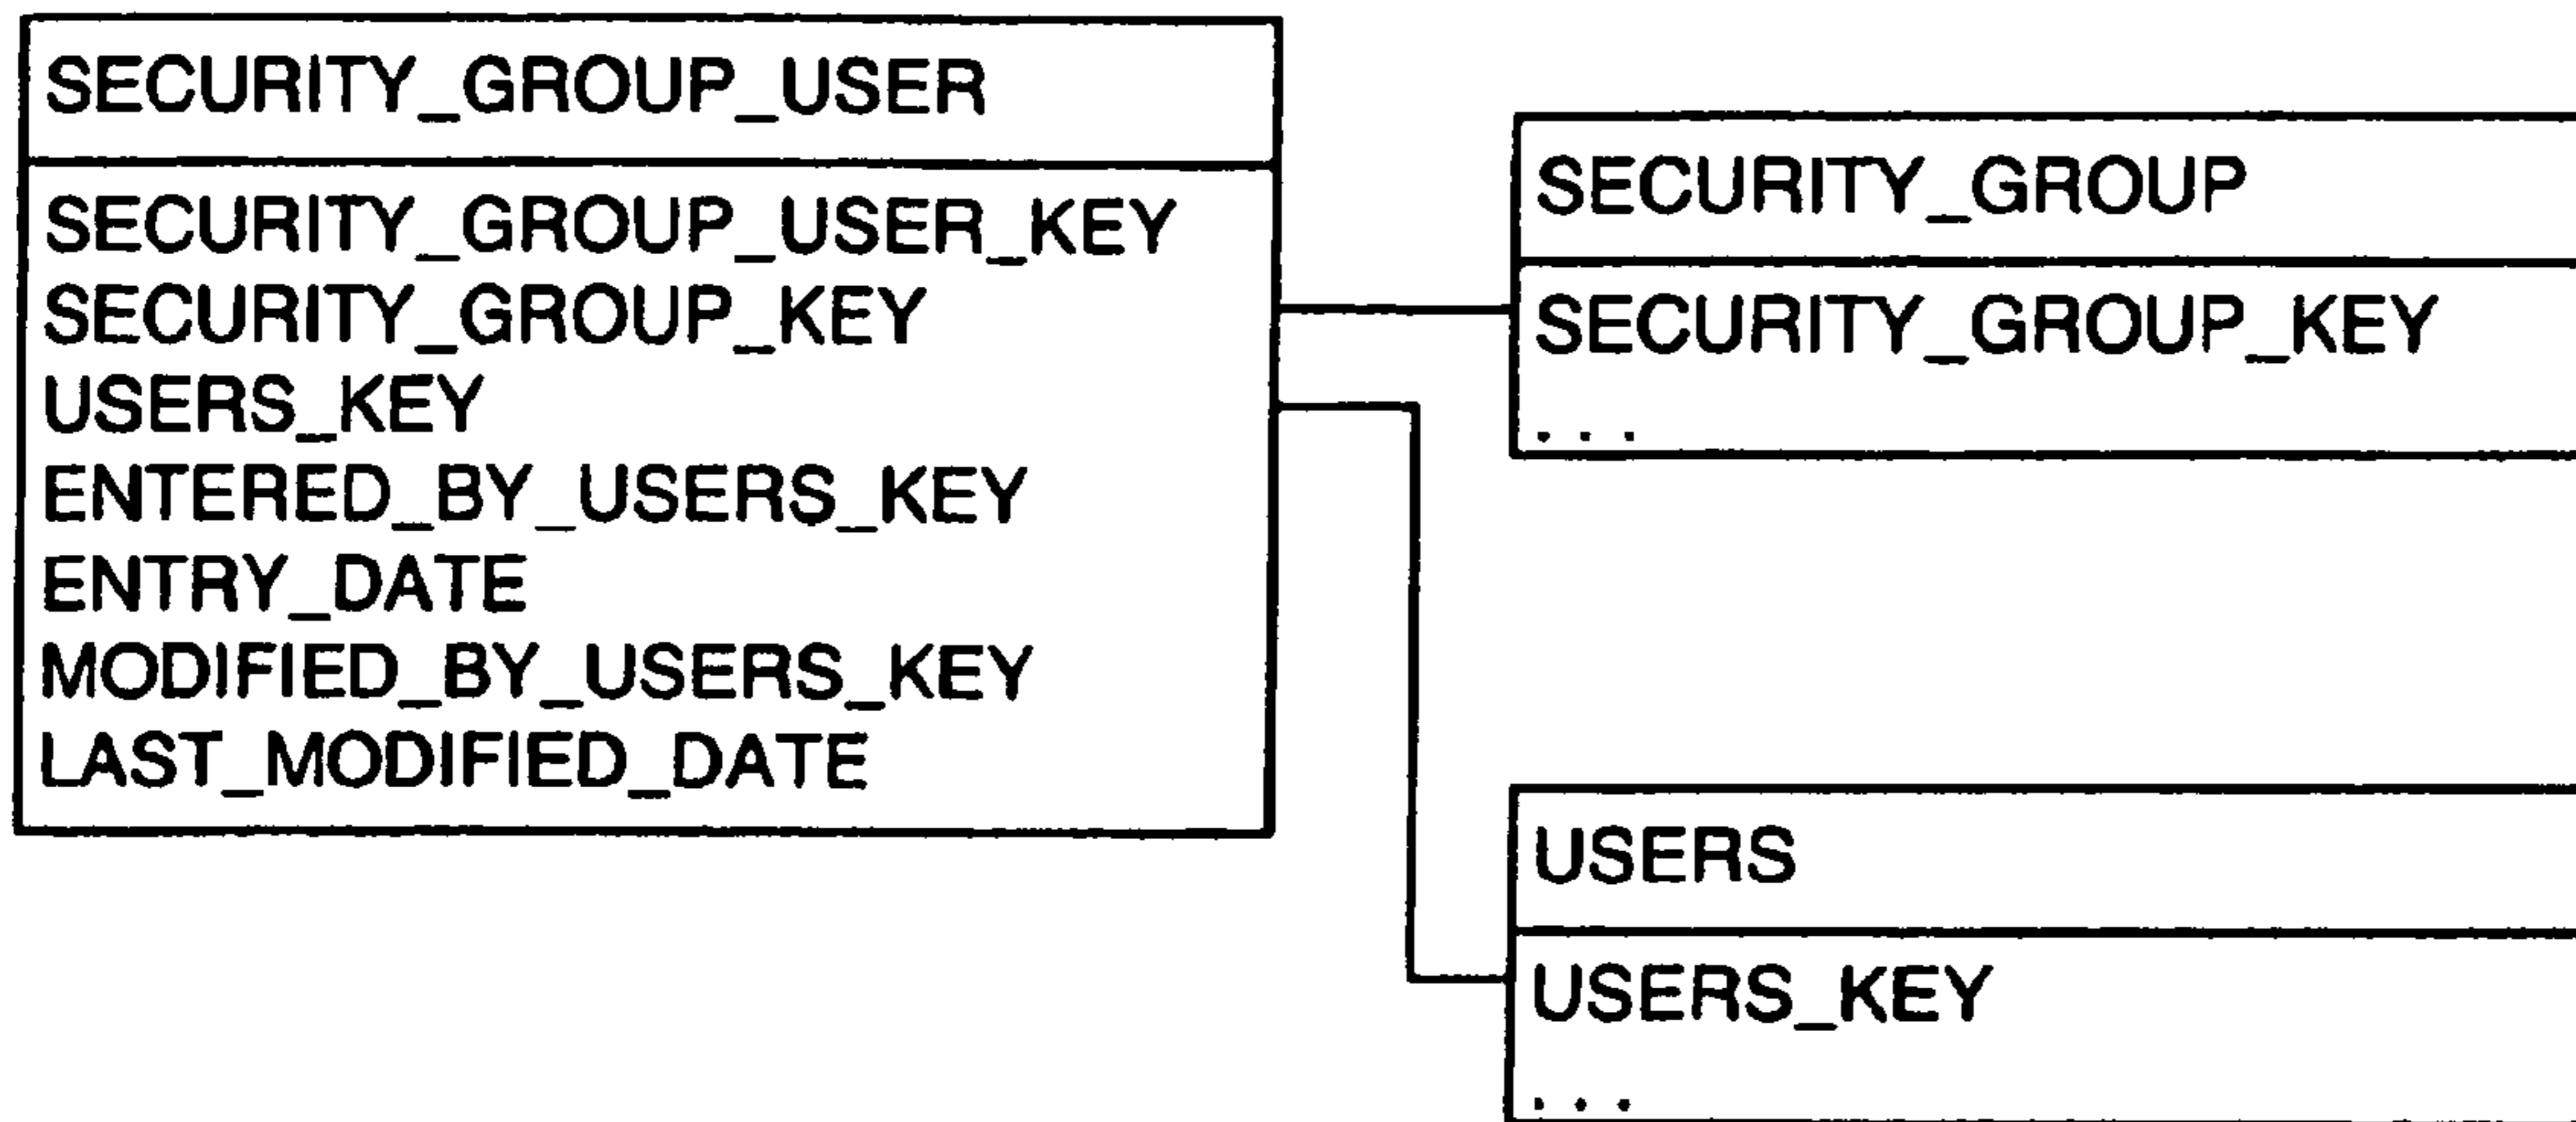 SECURITY_GROUP_USER
SECURITY_GROUP_USER_KEY
SECURITY_GROUP_KEY
USERS_KEY
ENTERED_BY_USERS_KEY
ENTRY_DATE
MODIFIED_BY_USERS_KEY
LAST_MODIFIED_DATE
SECURITY_GROUP
SECURITY_GROUP_KEY
. . .
USERS
USERS_KEY
. . .